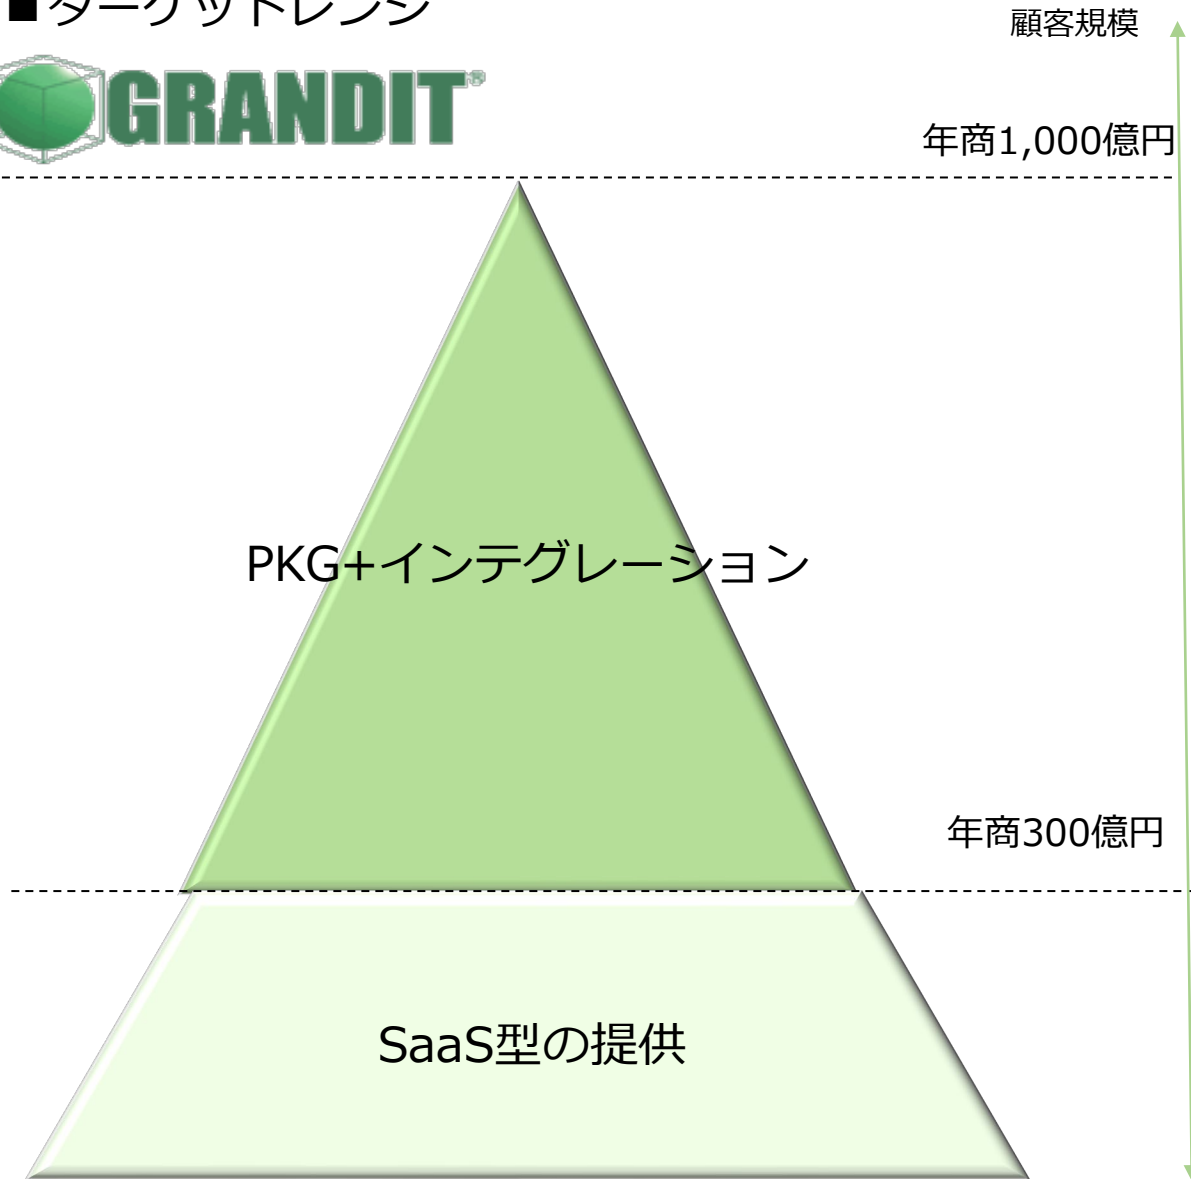 ■ターゲットレンジ
顧客規模
GRANDIT®
年商1,000億円
PKG+インテグレーション
年商300億円
SaaS型の提供